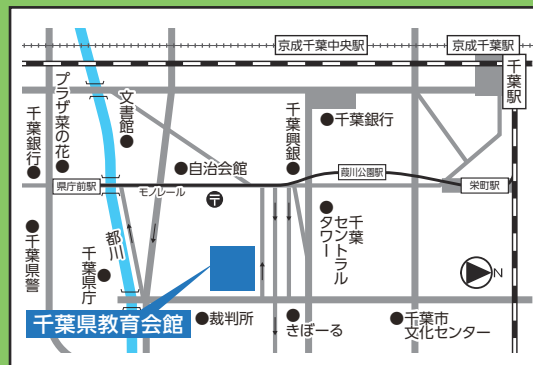 京成千葉中央駅
京成千葉駅
千葉駅
プラザ菜の花
文書館
千葉銀行
千葉興銀
千葉銀行
自治会館
県庁前駅
モノレール
葭川公園駅
栄町駅
〒
都川
千葉県警
千葉県庁
千葉
セントラル
タワー
N
千葉県教育会館
裁判所
きぼーる
千葉市
文化センター